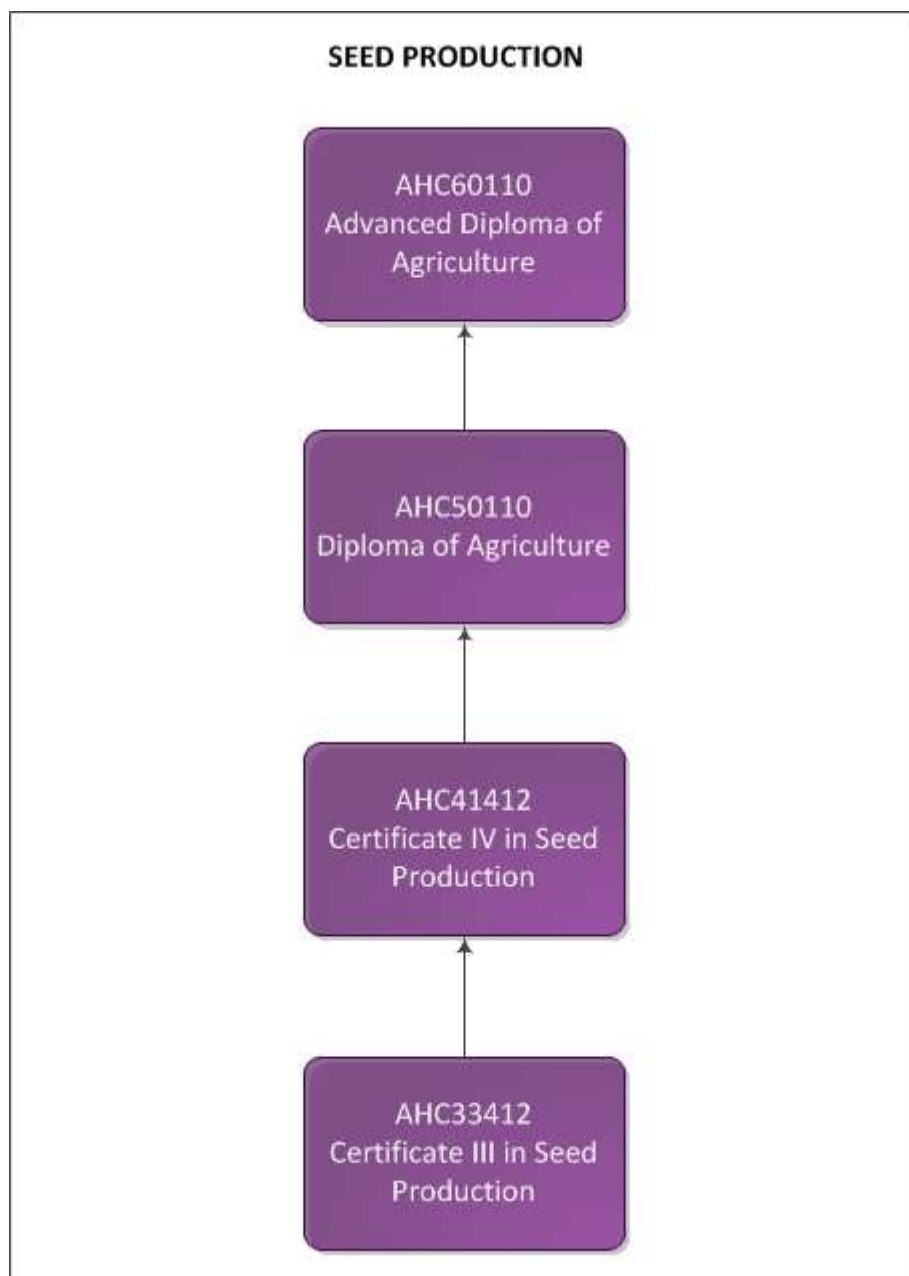 SEED PRODUCTION
AHC60110
Advanced Diploma of
Agriculture
AHC50110
Diploma of Agriculture
AHC41412
Certificate IV in Seed
Production
AHC33412
Certificate III in Seed
Production